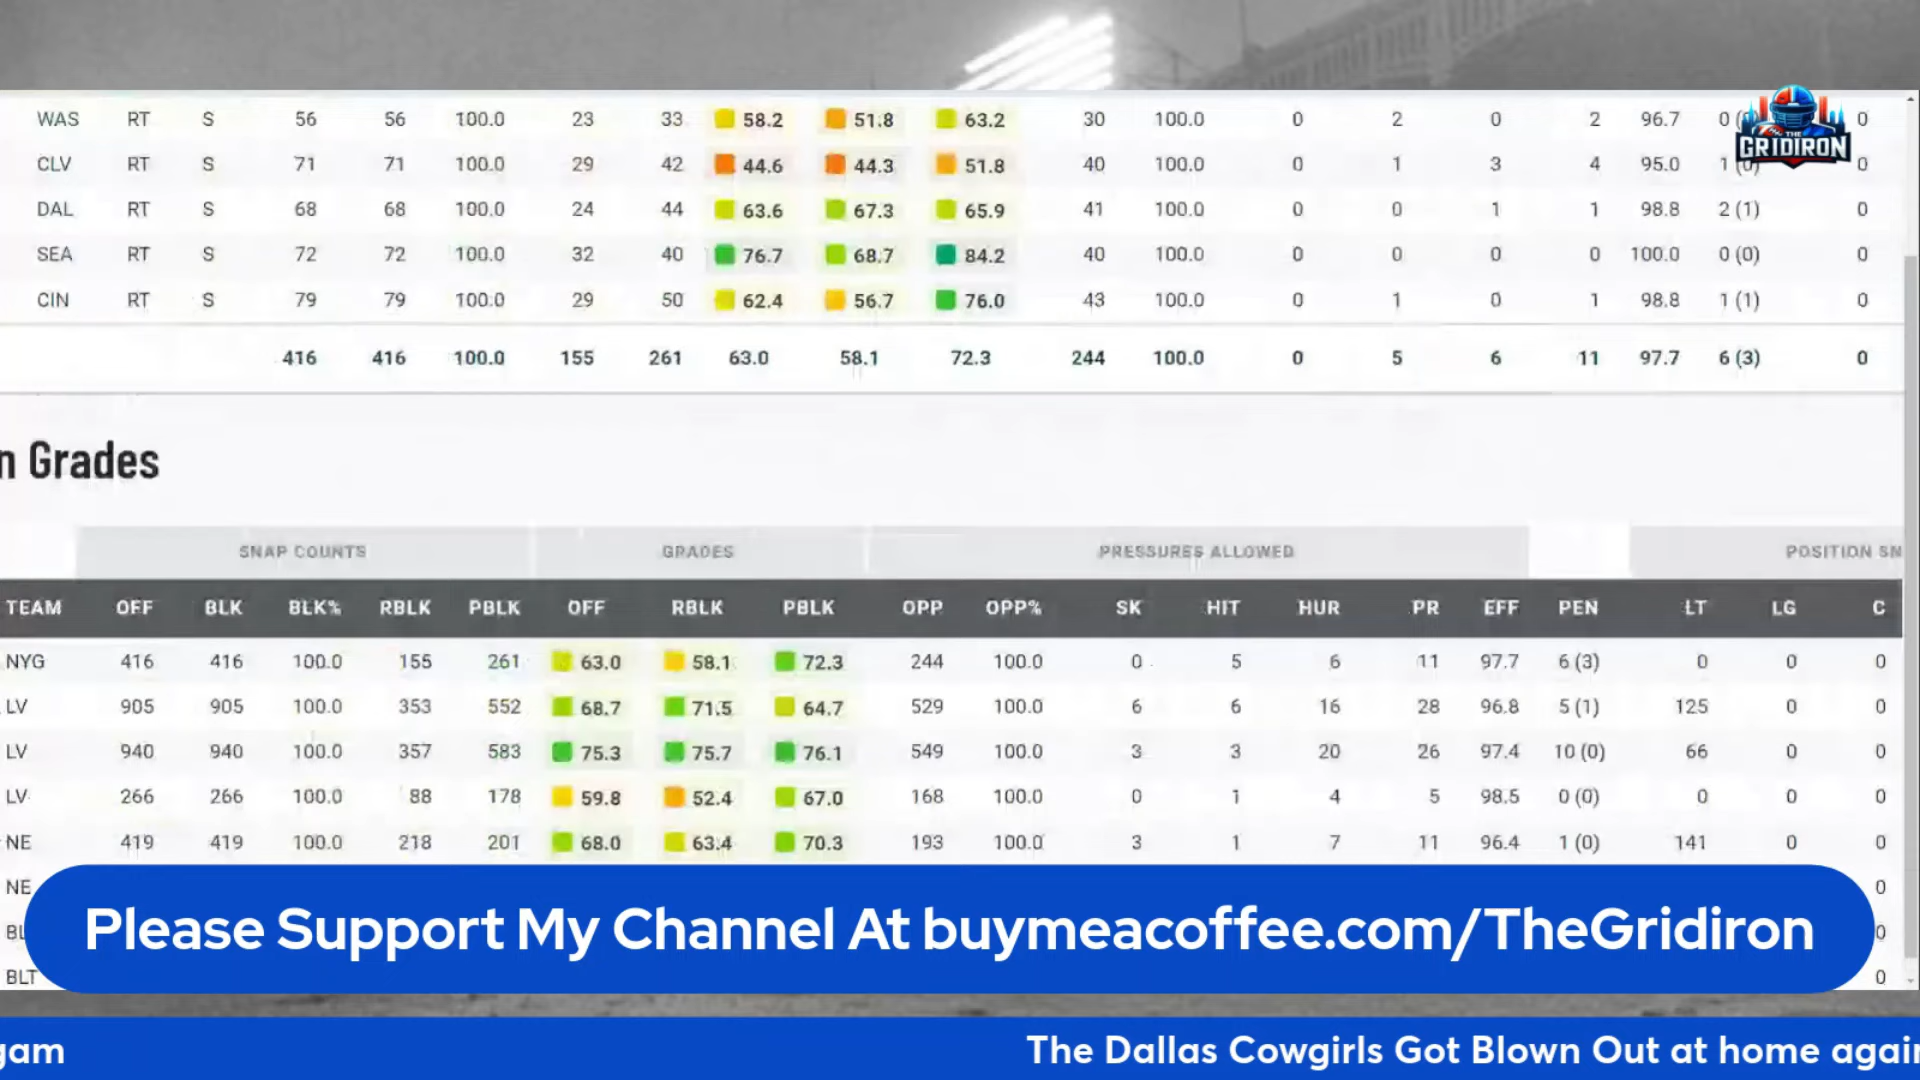 WAS RT S 56 56 100.0 23 33 58.2 51.8 63.2 30 100.0 0 2 0 2 96.7 0 0
THE
GRIDIRON
CLV RT S 71 71 100.0 29 42 44.6 44.3 51.8 40 100.0 0 1 3 4 95.0 1 (0) 0
DAL RT S 68 68 100.0 24 44 63.6 67.3 65.9 41 100.0 0 0 1 1 98.8 2 (1) 0
SEA RT S 72 72 100.0 32 40 76.7 68.7 84.2 40 100.0 0 0 0 0 100.0 0 (0) 0
CIN RT S 79 79 100.0 29 50 62.4 56.7 76.0 43 100.0 0 1 0 1 98.8 1 (1) 0
416 416 100.0 155 261 63.0 58.1 72.3 244 100.0 0 5 6 11 97.7 6 (3) 0
n Grades
SNAP COUNTS GRADES PRESSURES ALLOWED POSITION SN
TEAM OFF BLK BLK% RBLK PBLK OFF RBLK PBLK OPP OPP% SK HIT HUR PR EFF PEN LT LG C
NYG 416 416 100.0 155 261 63.0 58.1 72.3 244 100.0 0 5 6 11 97.7 6 (3) 0 0 0
LV 905 905 100.0 353 552 68.7 71.5 64.7 529 100.0 6 6 16 28 96.8 5 (1) 125 0 0
LV 940 940 100.0 357 583 75.3 75.7 76.1 549 100.0 3 3 20 26 97.4 10 (0) 66 0 0
LV 266 266 100.0 88 178 59.8 52.4 67.0 168 100.0 0 1 4 5 98.5 0 (0) 0 0 0
NE 419 419 100.0 218 201 68.0 63.4 70.3 193 100.0 3 1 7 11 96.4 1 (0) 141 0 0
NE 0
BL 0
Please Support My Channel At buymeacoffee.com/TheGridiron
BLT 0
gam The Dallas Cowgirls Got Blown Out at home again